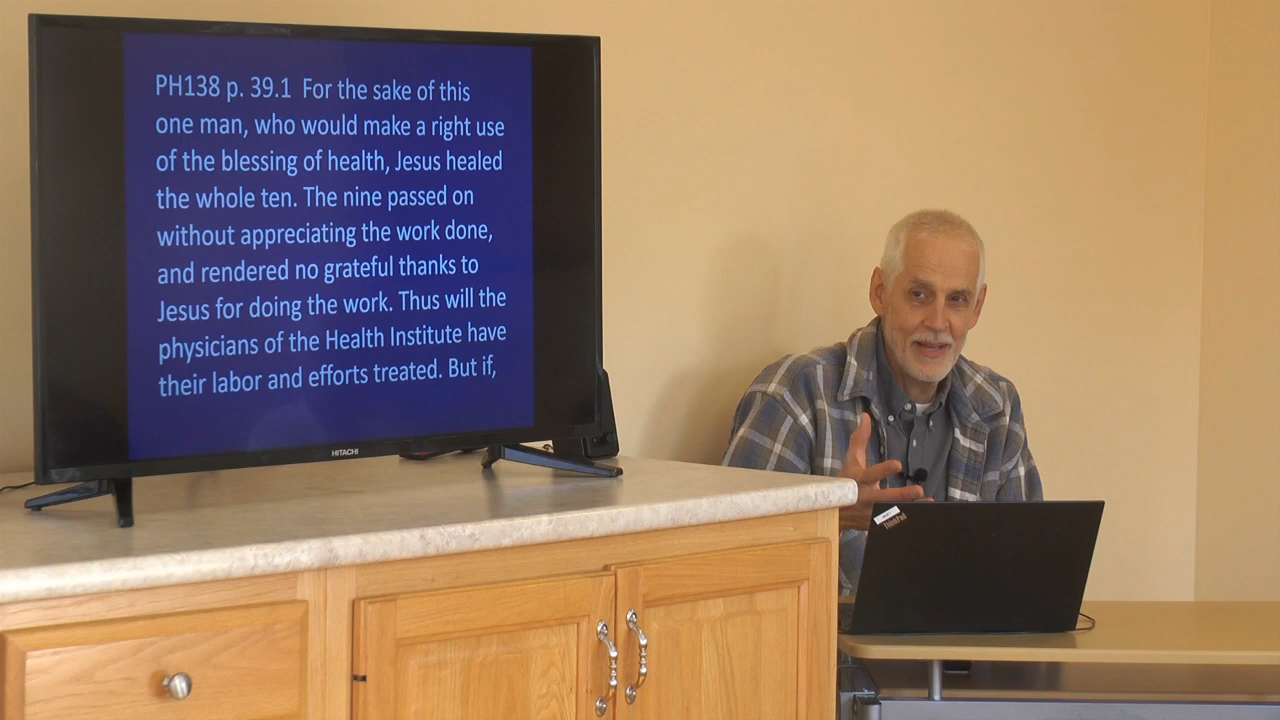 PH138 p. 39.1 For the sake of this
one man, who would make a right use
of the blessing of health, Jesus healed
the whole ten. The nine passed on
without appreciating the work done,
and rendered no grateful thanks to
Jesus for doing the work. Thus will the
physicians of the Health Institute have
their labor and efforts treated. But if,
HITACHI
ThinkPad